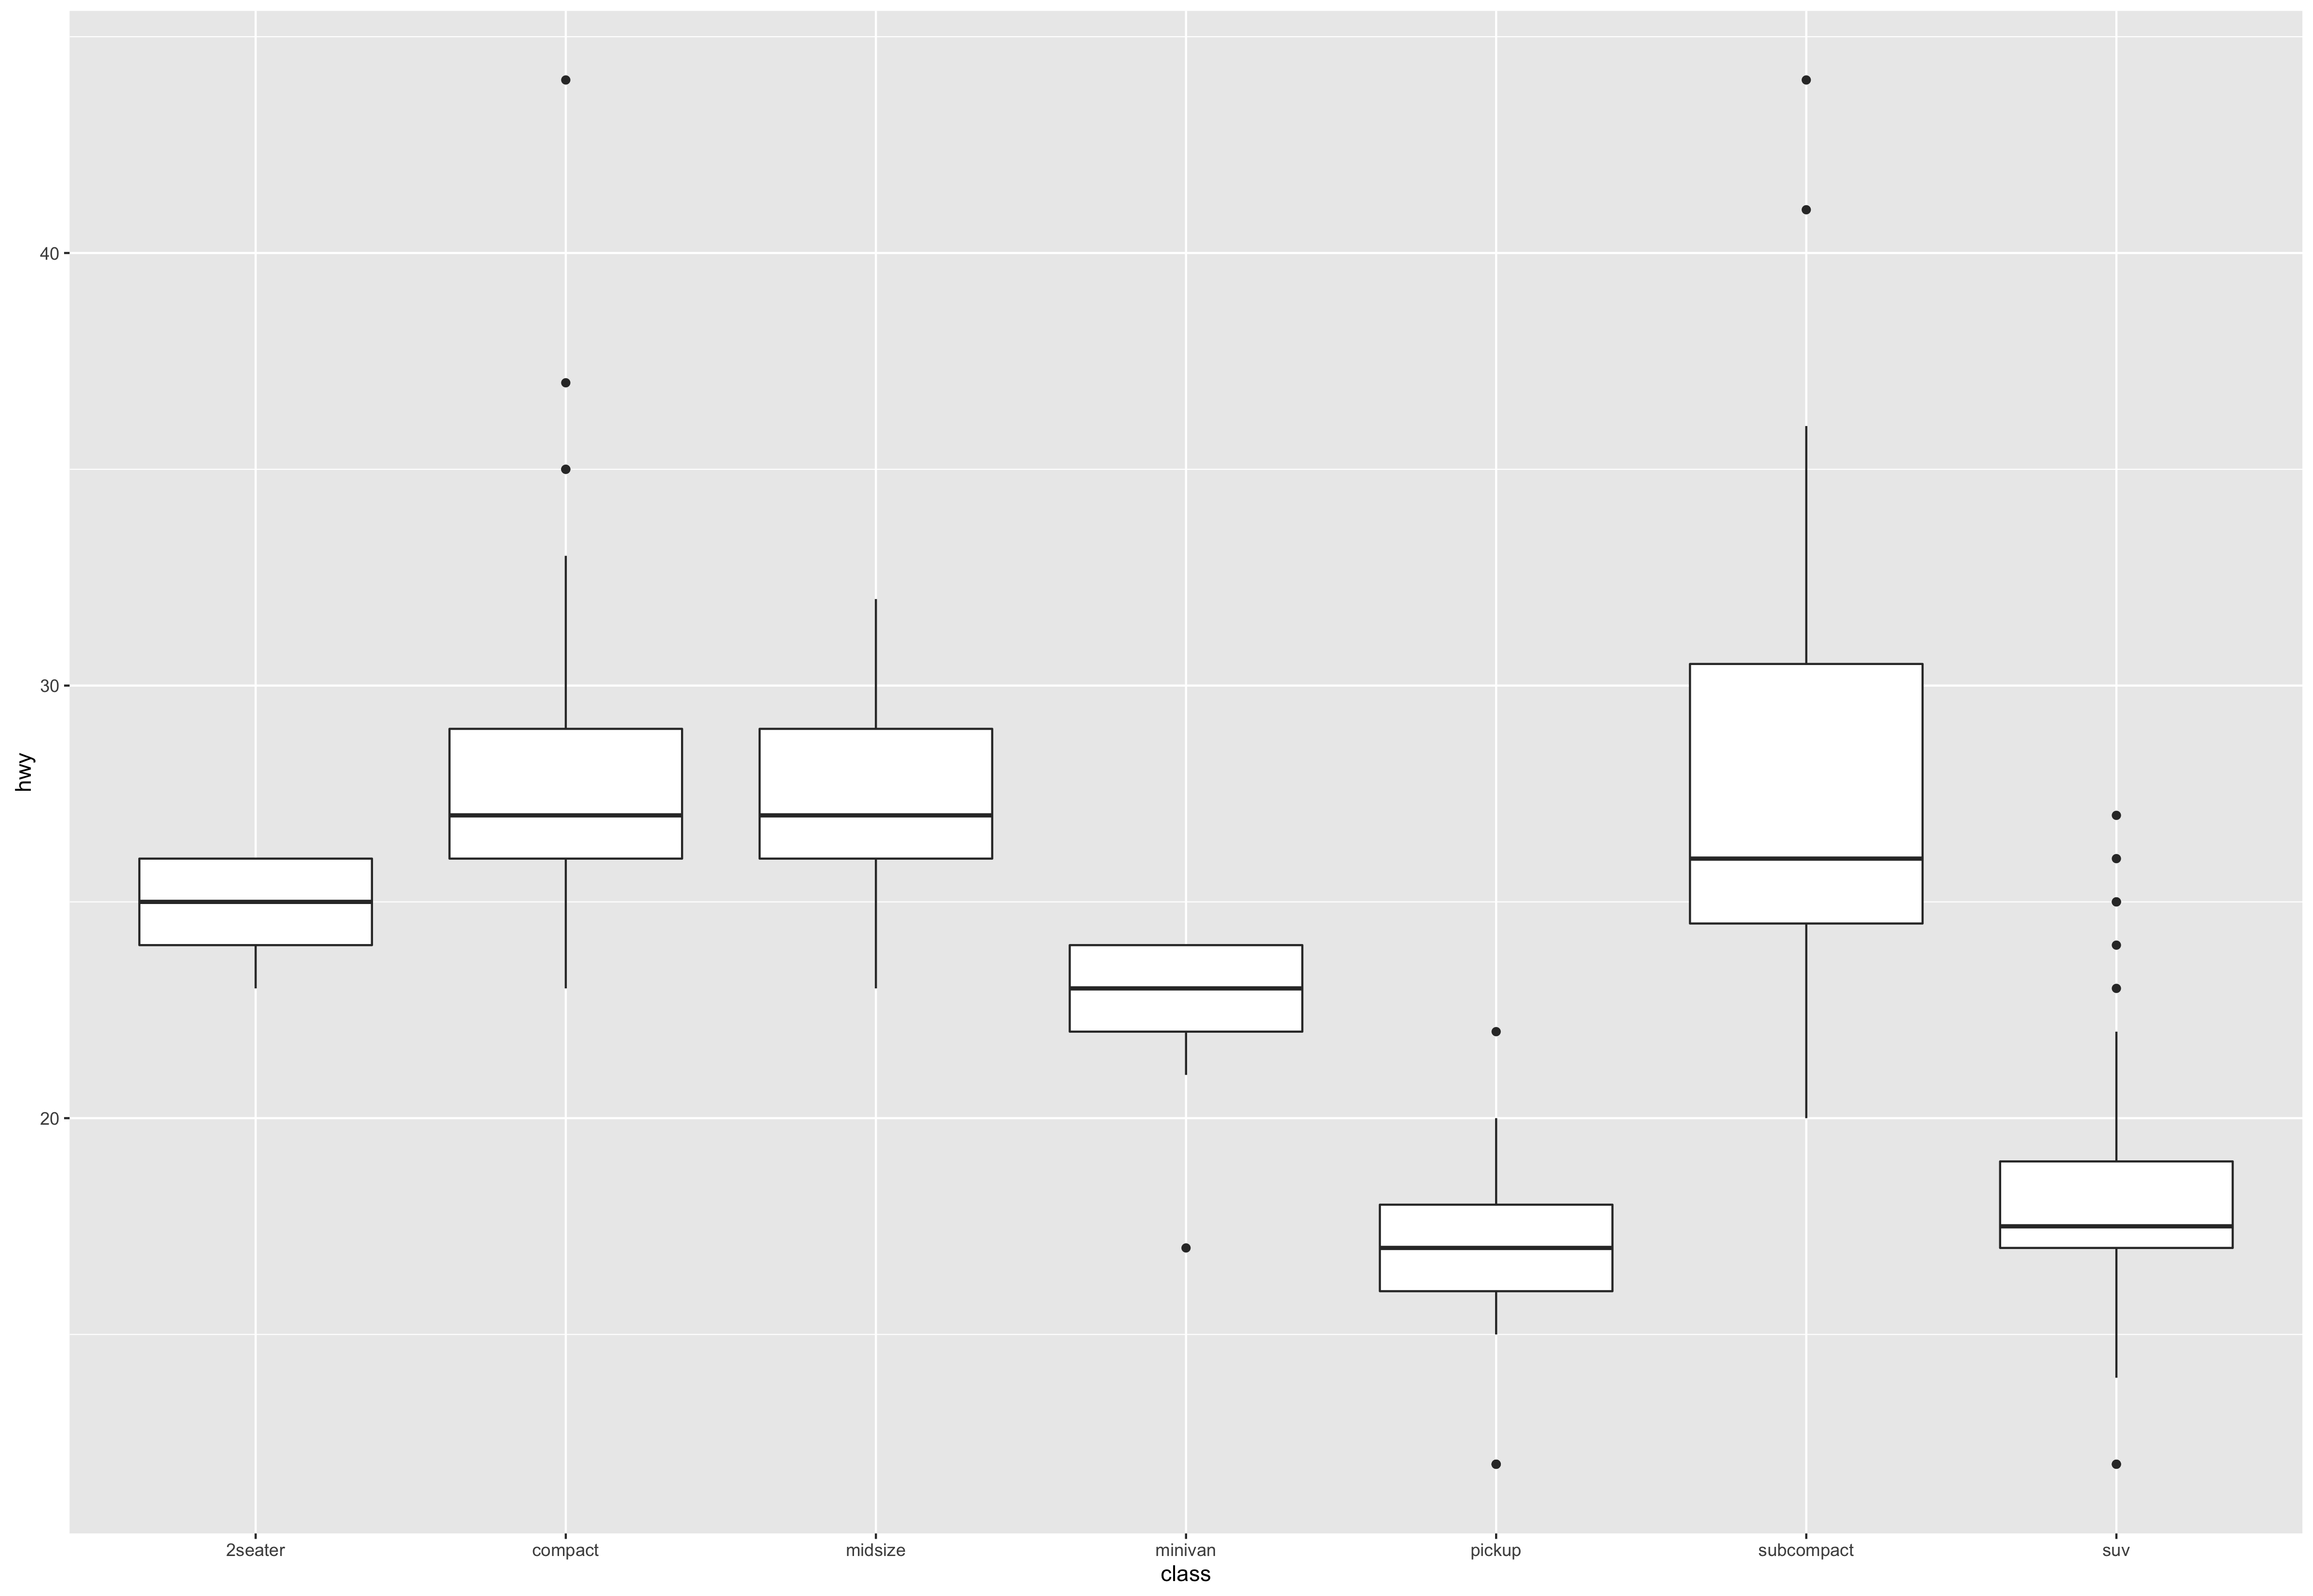 hwy
40
30
20
2seater compact midsize minivan pickup subcompact suv
class